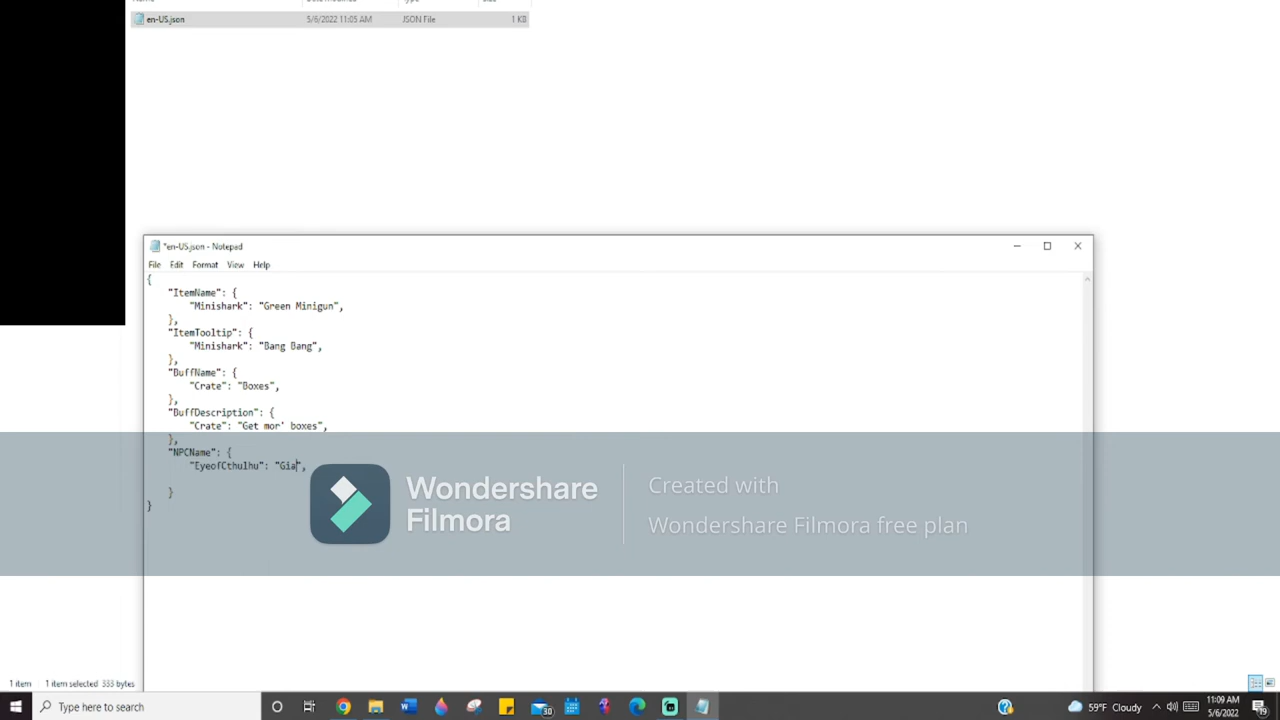 en-US.json 5/6/2022 11:05 AM JSON File 1 KB
*en-US.json - Notepad
File Edit Format View Help
{
"ItemName": {
"Minishark": "Green Minigun",
},
"ItemTooltip": {
"Minishark": "Bang Bang",
},
"BuffName": {
"Crate": "Boxes",
},
"BuffDescription": {
"Crate": "Get mor' boxes",
},
"NPCName": {
"EyeofCthulhu": "Gia",
}
}
Wondershare
Filmora
Created with
Wondershare Filmora free plan
1 item 1 item selected 333 bytes
Type here to search
30
59°F Cloudy
11:09 AM
5/6/2022
19